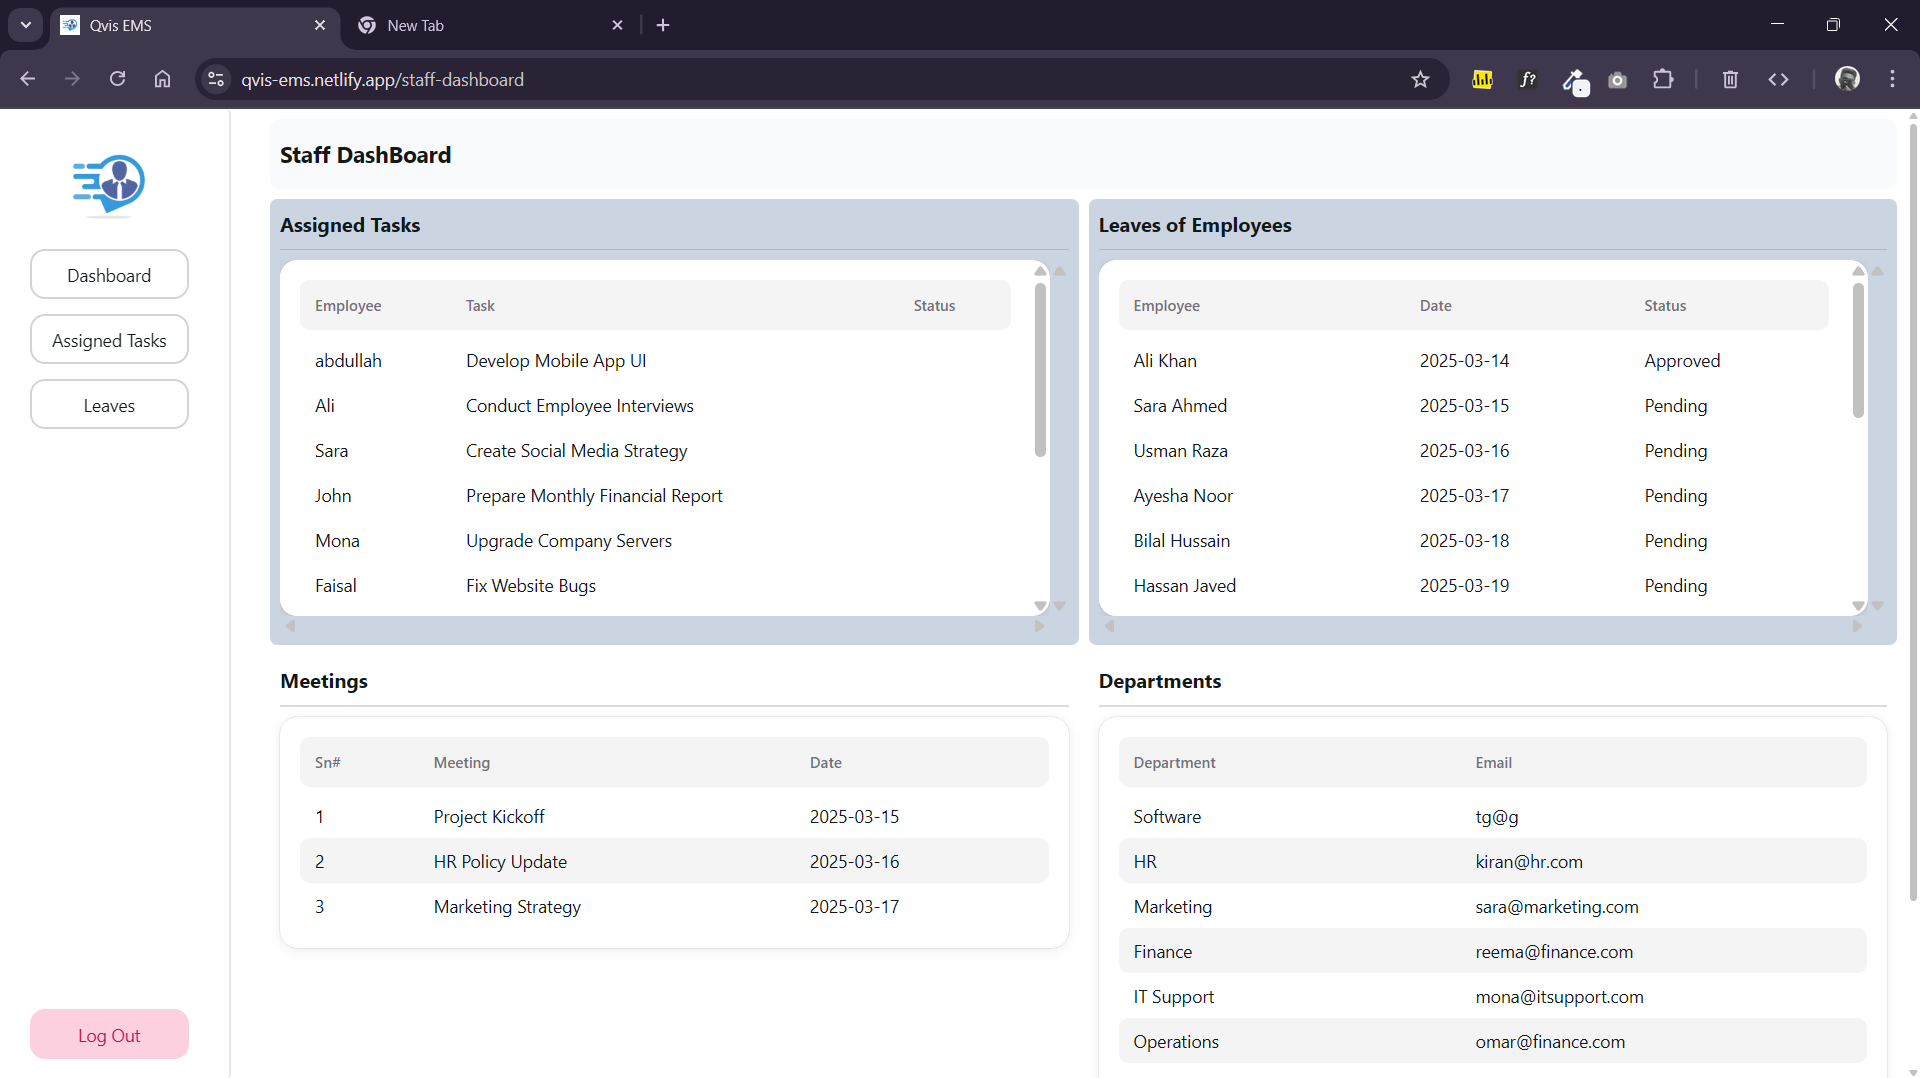 Qvis EMS
New Tab
qvis-ems.netlify.app/staff-dashboard
f?
Dashboard
Assigned Tasks
Leaves
Log Out
Staff DashBoard
Assigned Tasks
Employee Task Status
abdullah Develop Mobile App UI
Ali Conduct Employee Interviews
Sara Create Social Media Strategy
John Prepare Monthly Financial Report
Mona Upgrade Company Servers
Faisal Fix Website Bugs
Leaves of Employees
Employee Date Status
Ali Khan 2025-03-14 Approved
Sara Ahmed 2025-03-15 Pending
Usman Raza 2025-03-16 Pending
Ayesha Noor 2025-03-17 Pending
Bilal Hussain 2025-03-18 Pending
Hassan Javed 2025-03-19 Pending
Meetings
Sn# Meeting Date
1 Project Kickoff 2025-03-15
2 HR Policy Update 2025-03-16
3 Marketing Strategy 2025-03-17
Departments
Department Email
Software tg@g
HR kiran@hr.com
Marketing sara@marketing.com
Finance reema@finance.com
IT Support mona@itsupport.com
Operations omar@finance.com